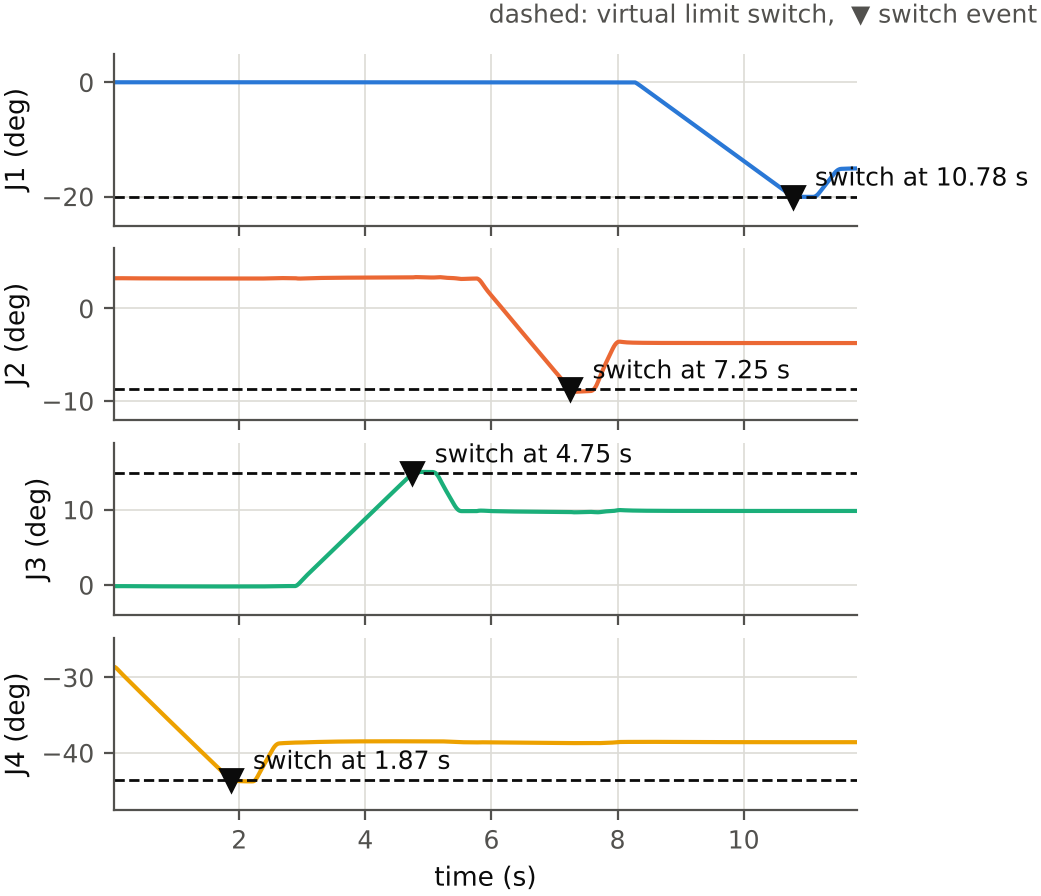 dashed: virtual limit switch, ▼ switch event
J1 (deg)
0
−20
switch at 10.78 s
J2 (deg)
0
−10
switch at 7.25 s
J3 (deg)
10
0
switch at 4.75 s
J4 (deg)
−30
−40
switch at 1.87 s
2 4 6 8 10
time (s)